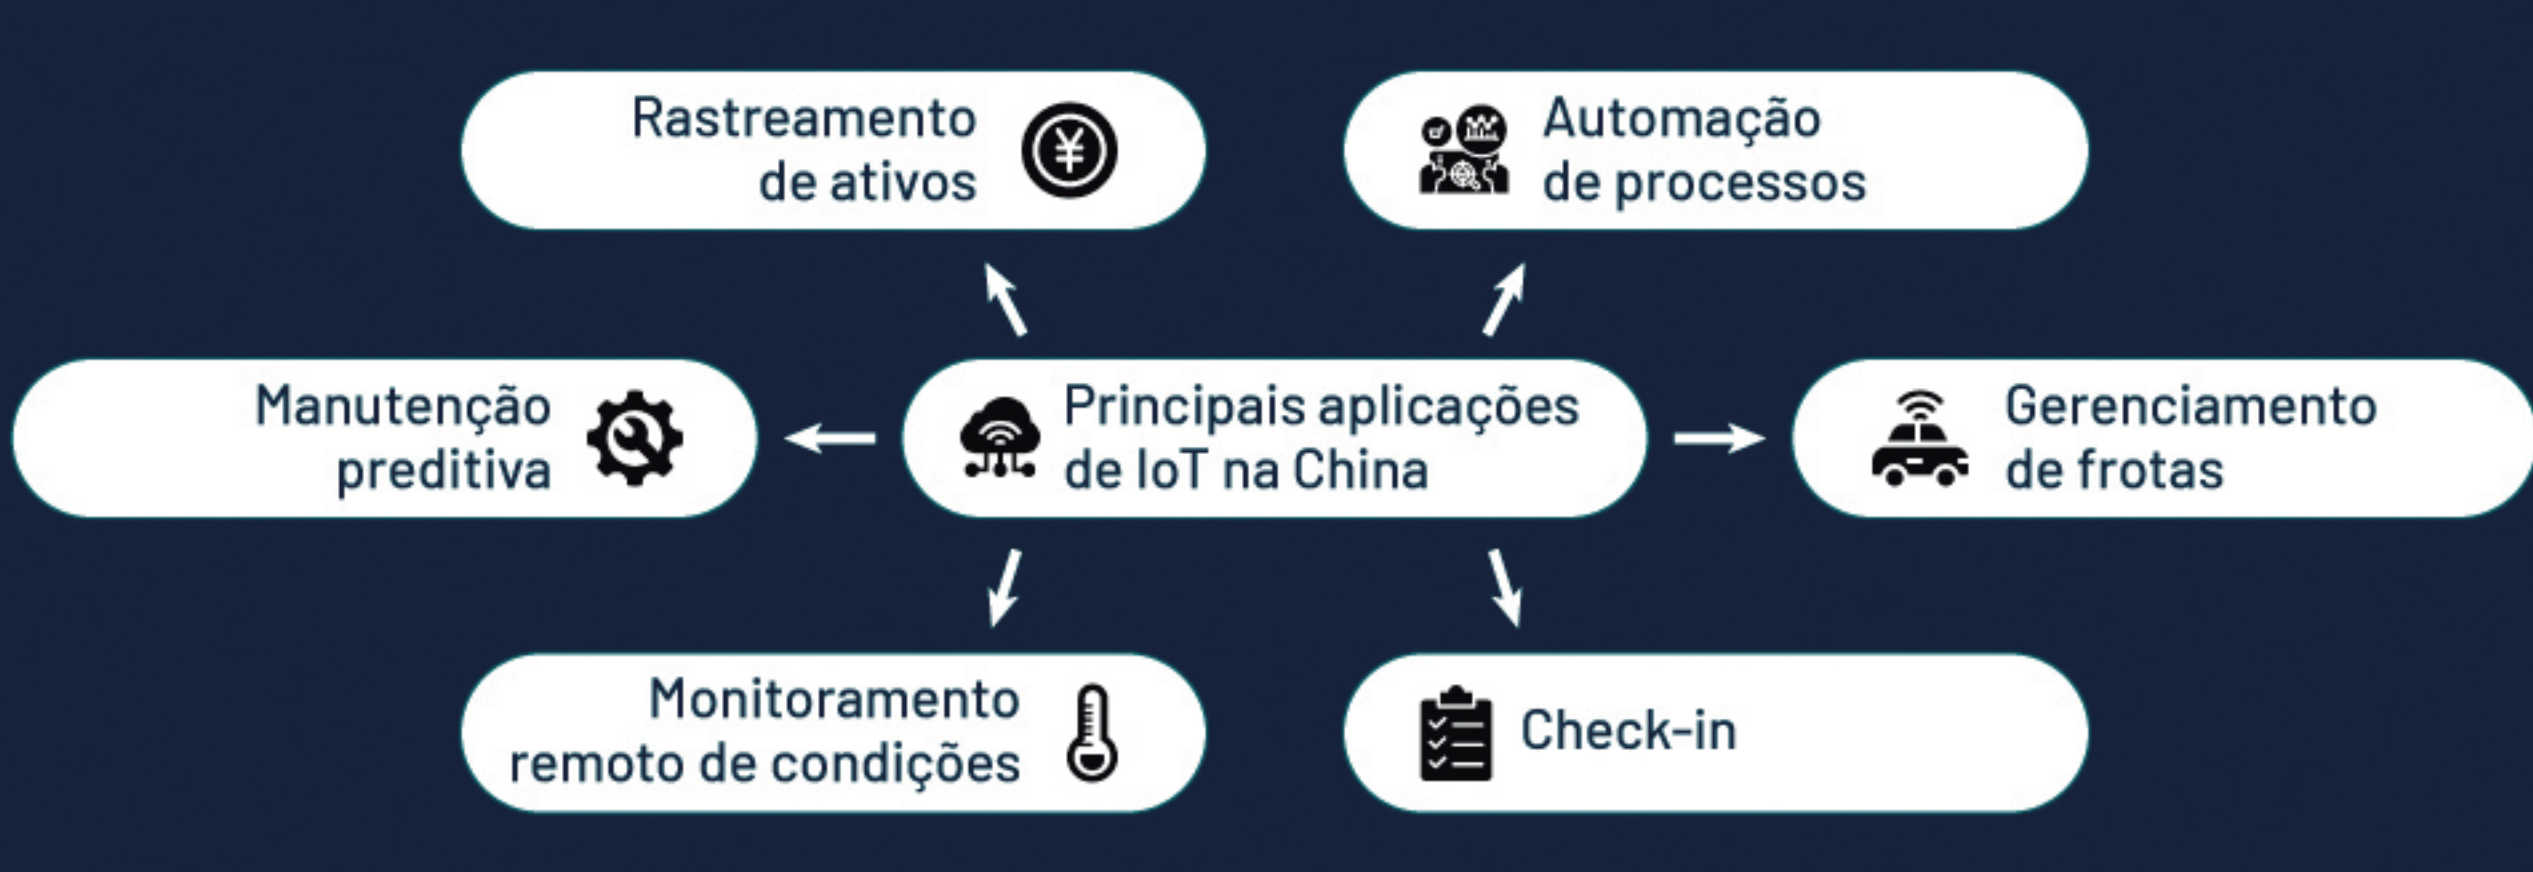 Rastreamento
de ativos
Automação
de processos
Manutenção
preditiva
Principais aplicações
de IoT na China
Gerenciamento
de frotas
Monitoramento
remoto de condições
Check-in